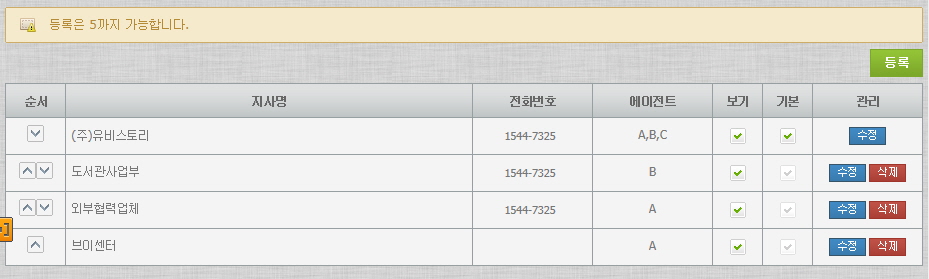 등록은 5까지 가능합니다.
등록
순서 지사명 전화번호 에이전트 보기 기본 관리
(주)유비스토리 1544-7325 A,B,C 수정
도서관사업부 1544-7325 B 수정 삭제
외부협력업체 1544-7325 A 수정 삭제
브이센터 A 수정 삭제